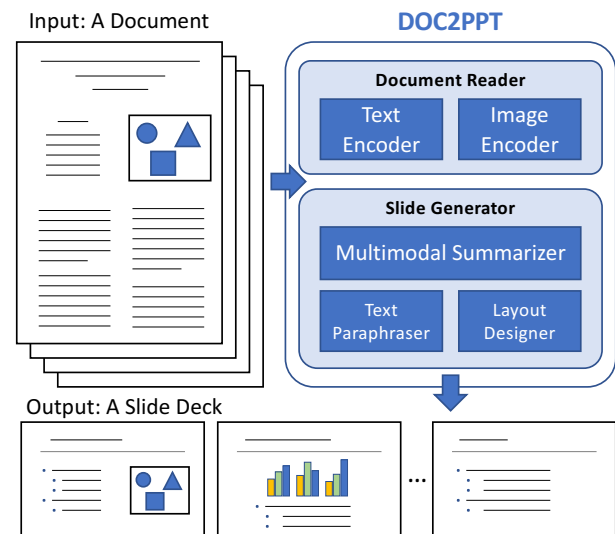 Input: A Document
DOC2PPT
Document Reader
Text
Encoder
Image
Encoder
Slide Generator
Multimodal Summarizer
Text
Paraphraser
Layout
Designer
Output: A Slide Deck
...